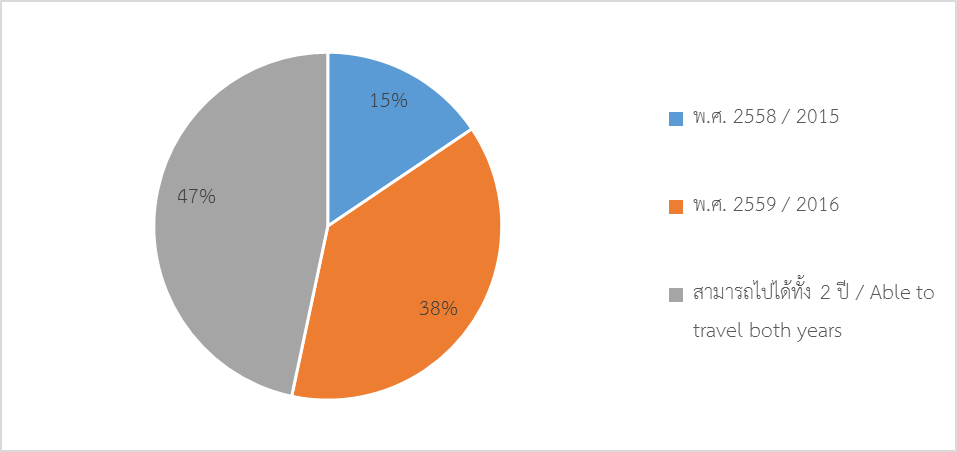 15%
47%
38%
พ.ศ. 2558 / 2015
พ.ศ. 2559 / 2016
สามารถไปได้ทั้ง 2 ปี / Able to
travel both years